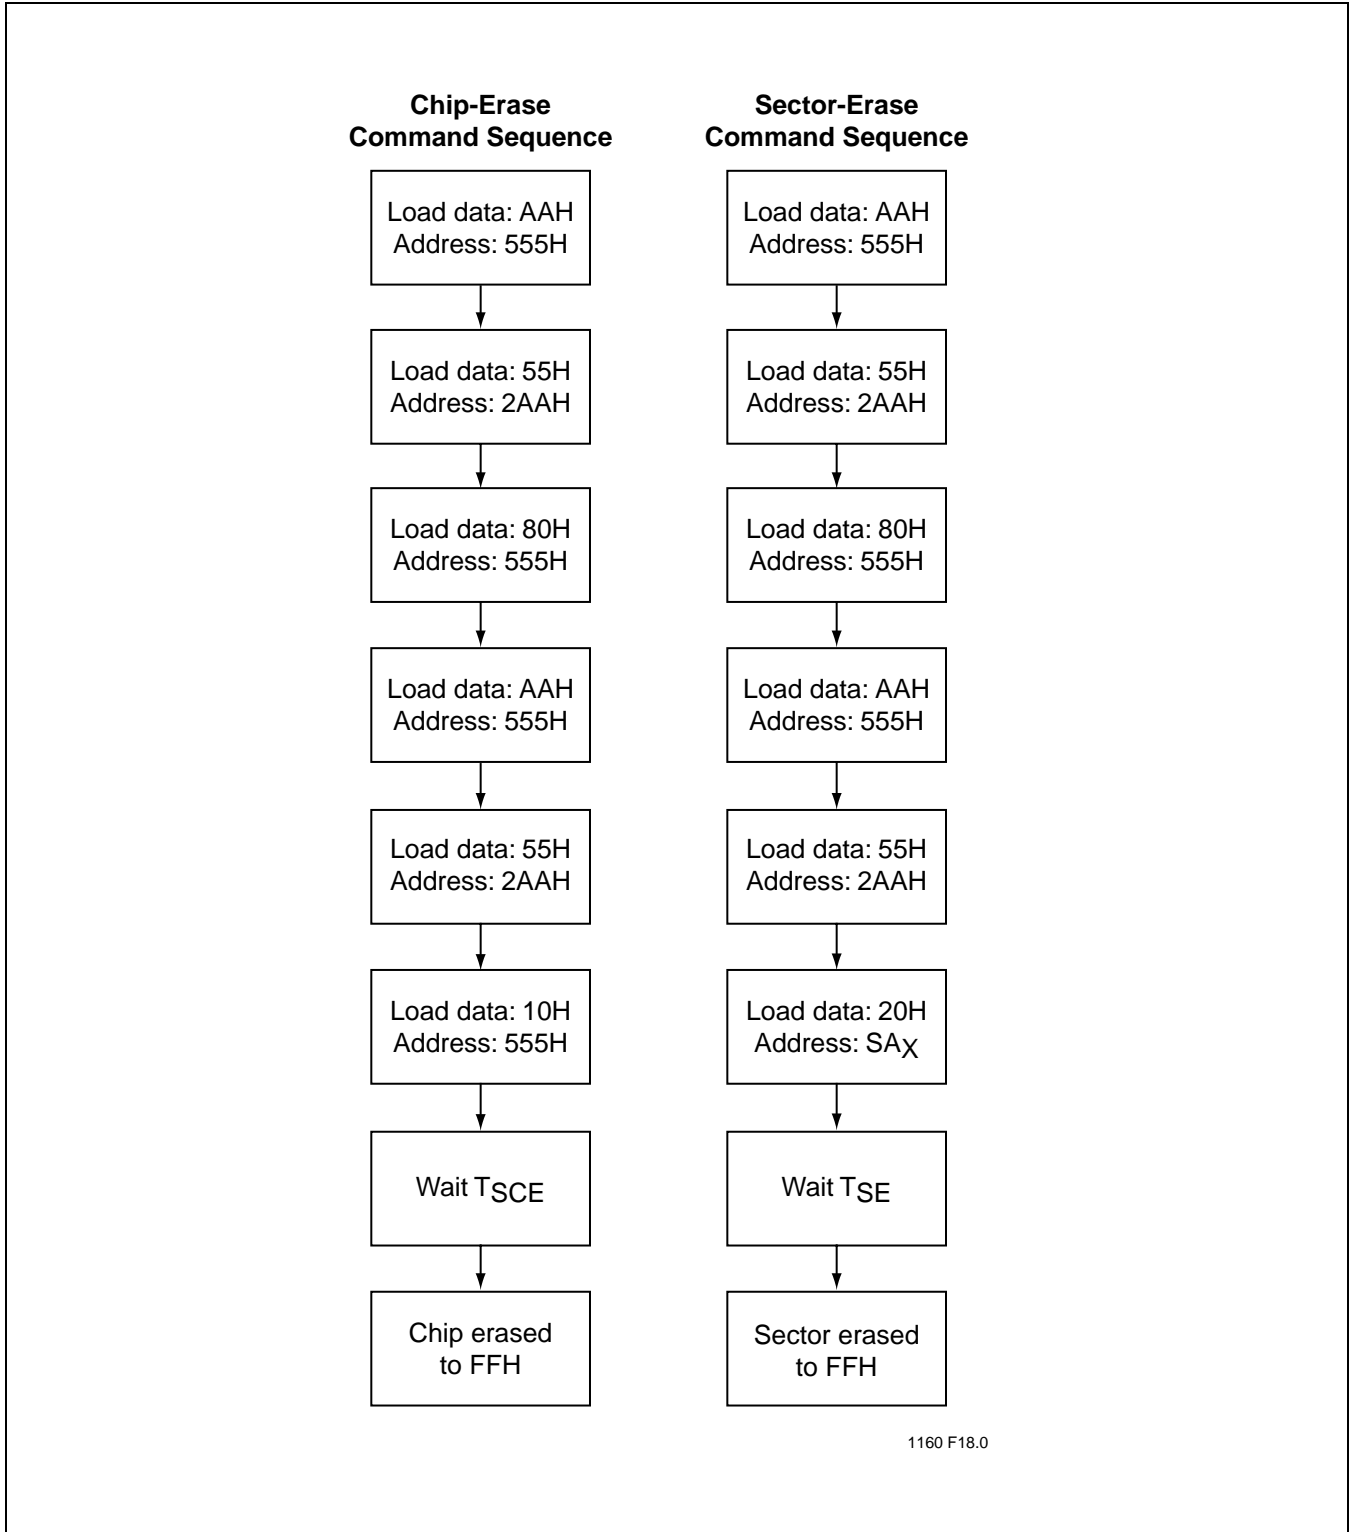 Chip-Erase
Command Sequence
Load data: AAH
Address: 555H
Load data: 55H
Address: 2AAH
Load data: 80H
Address: 555H
Load data: AAH
Address: 555H
Load data: 55H
Address: 2AAH
Load data: 10H
Address: 555H
Wait TSCE
Chip erased
to FFH
Sector-Erase
Command Sequence
Load data: AAH
Address: 555H
Load data: 55H
Address: 2AAH
Load data: 80H
Address: 555H
Load data: AAH
Address: 555H
Load data: 55H
Address: 2AAH
Load data: 20H
Address: SAX
Wait TSE
Sector erased
to FFH
1160 F18.0